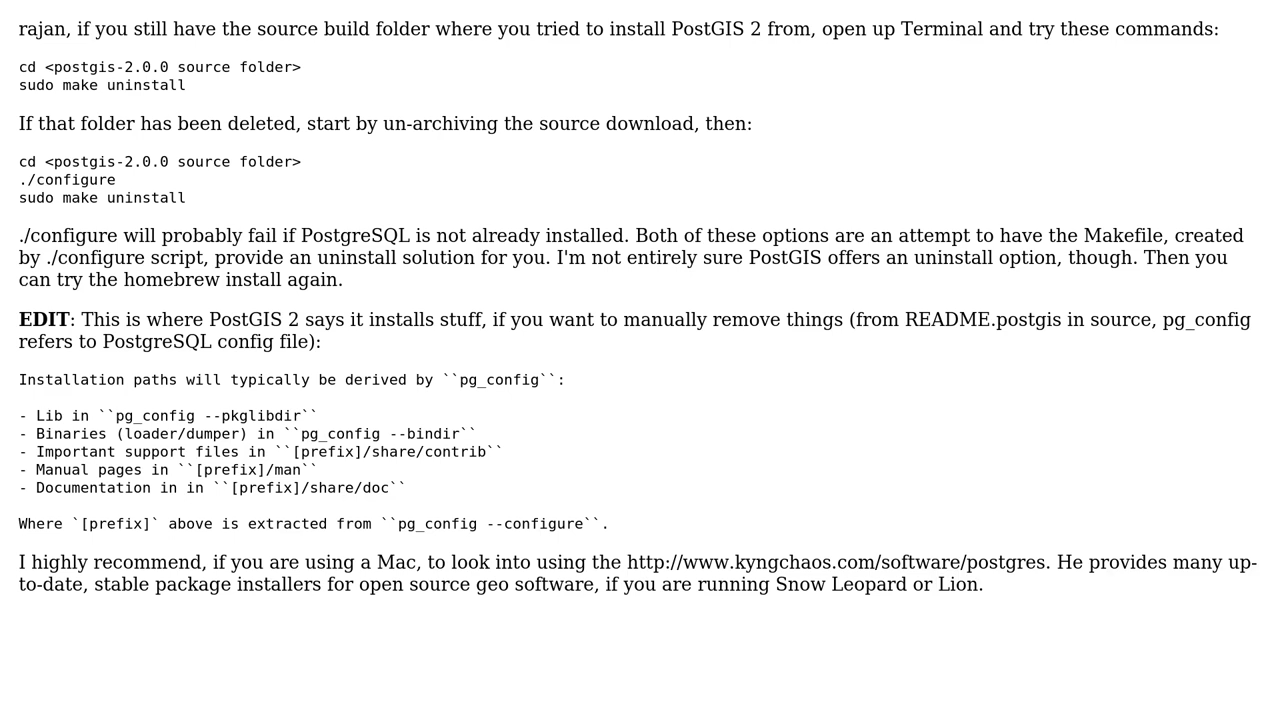 rajan, if you still have the source build folder where you tried to install PostGIS 2 from, open up Terminal and try these commands:
cd <postgis-2.0.0 source folder>
sudo make uninstall
If that folder has been deleted, start by un-archiving the source download, then:
cd <postgis-2.0.0 source folder>
./configure
sudo make uninstall
./configure will probably fail if PostgreSQL is not already installed. Both of these options are an attempt to have the Makefile, created
by ./configure script, provide an uninstall solution for you. I'm not entirely sure PostGIS offers an uninstall option, though. Then you
can try the homebrew install again.
EDIT: This is where PostGIS 2 says it installs stuff, if you want to manually remove things (from README.postgis in source, pg_config
refers to PostgreSQL config file):
Installation paths will typically be derived by ``pg_config``:
- Lib in ``pg_config --pkglibdir``
- Binaries (loader/dumper) in ``pg_config --bindir``
- Important support files in ``[prefix]/share/contrib``
- Manual pages in ``[prefix]/man``
- Documentation in in ``[prefix]/share/doc``
Where `[prefix]` above is extracted from ``pg_config --configure``.
I highly recommend, if you are using a Mac, to look into using the http://www.kyngchaos.com/software/postgres. He provides many up-
to-date, stable package installers for open source geo software, if you are running Snow Leopard or Lion.